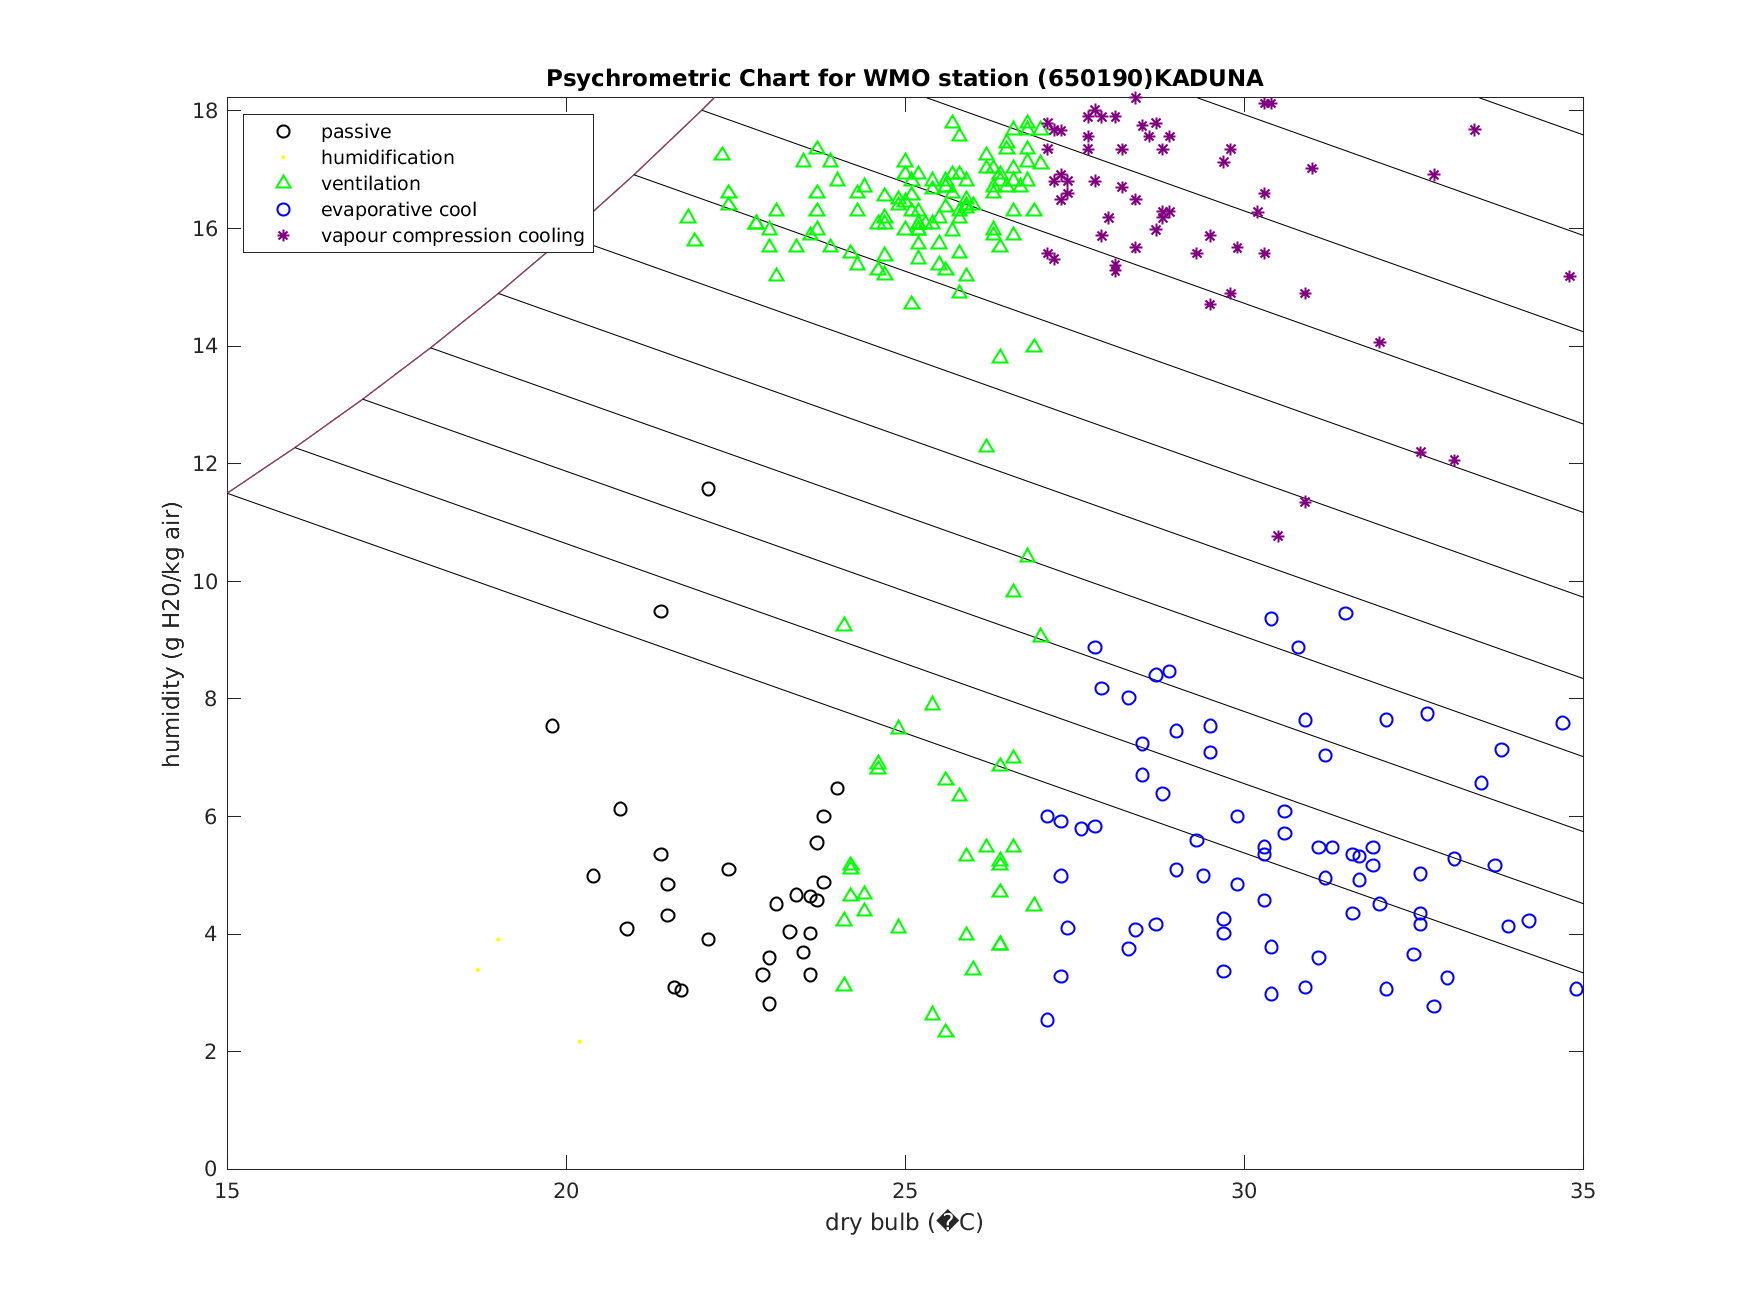 Psychrometric Chart for WMO station (650190)KADUNA
passive
humidification
ventilation
evaporative cool
vapour compression cooling
humidity (g H20/kg air)
18
16
14
12
10
8
6
4
2
0
15 20 25 30 35
dry bulb (�C)